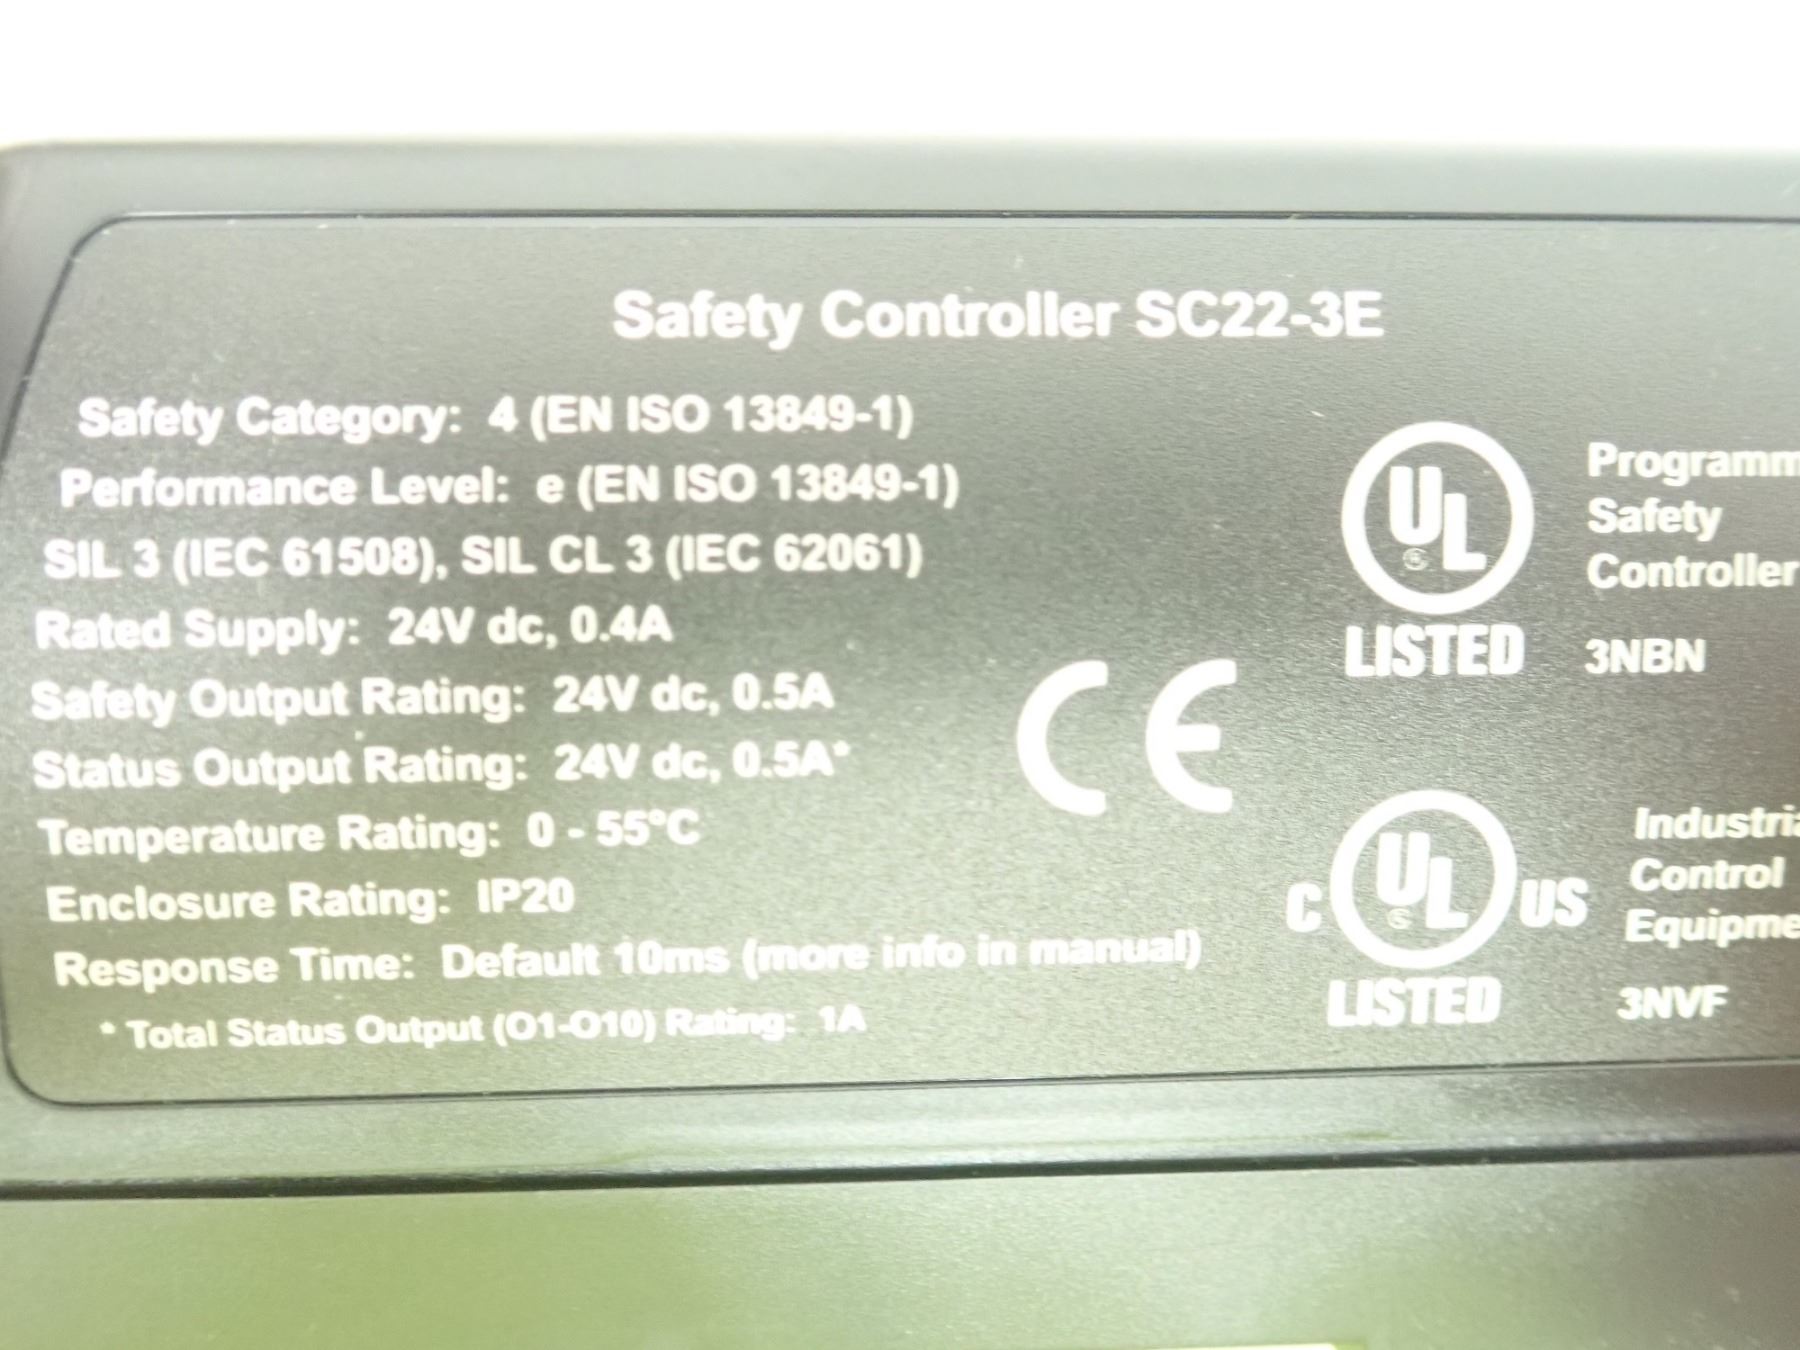 Safety Controller SC22-3E
Safety Category: 4 (EN ISO 13849-1)
Performance Level: e (EN ISO 13849-1)
SIL 3 (IEC 61508), SIL CL 3 (IEC 62061)
Rated Supply: 24V dc, 0.4A
Safety Output Rating: 24V dc, 0.5A
Status Output Rating: 24V dc, 0.5A*
Temperature Rating: 0 - 55°C
Enclosure Rating: IP20
Response Time: Default 10ms (more info in manual)
* Total Status Output (O1-O10) Rating: 1A
CE
UL
LISTED
Programm
Safety
Controller
3NBN
C UL US
LISTED
Industria
Control
Equipme
3NVF